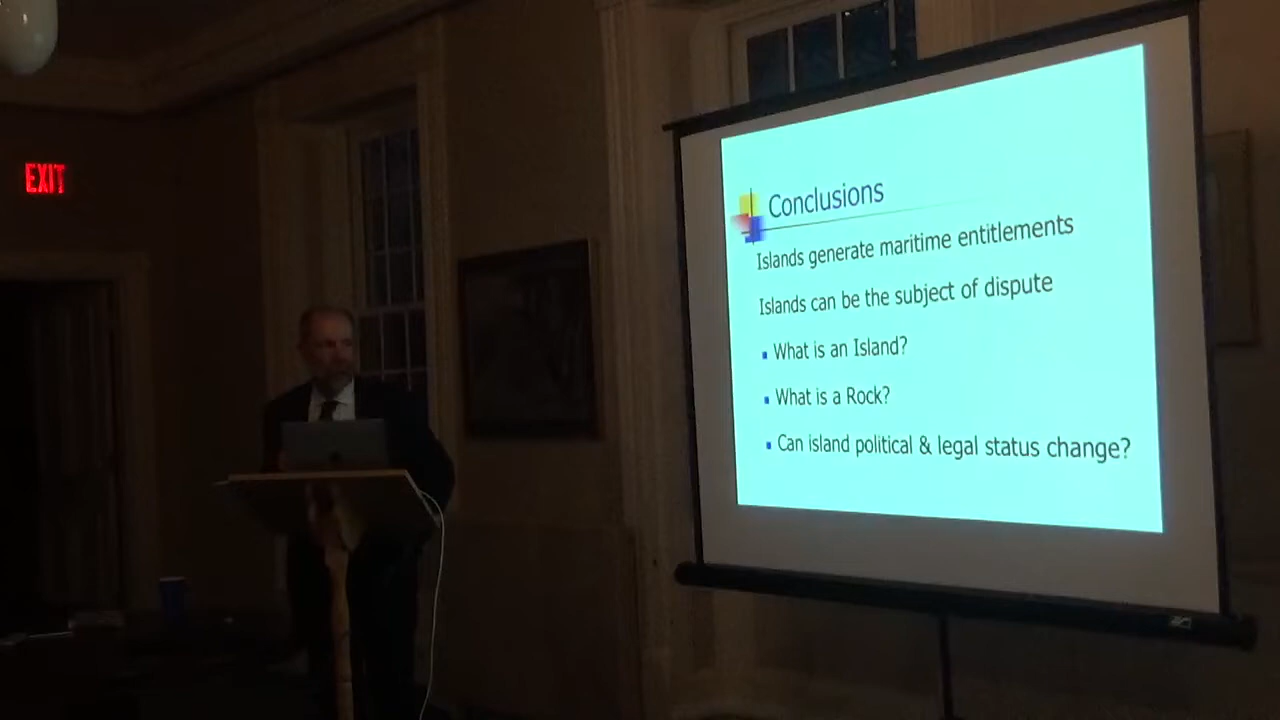 EXIT
Conclusions
Islands generate maritime entitlements
Islands can be the subject of dispute
What is an Island?
What is a Rock?
Can island political & legal status change?